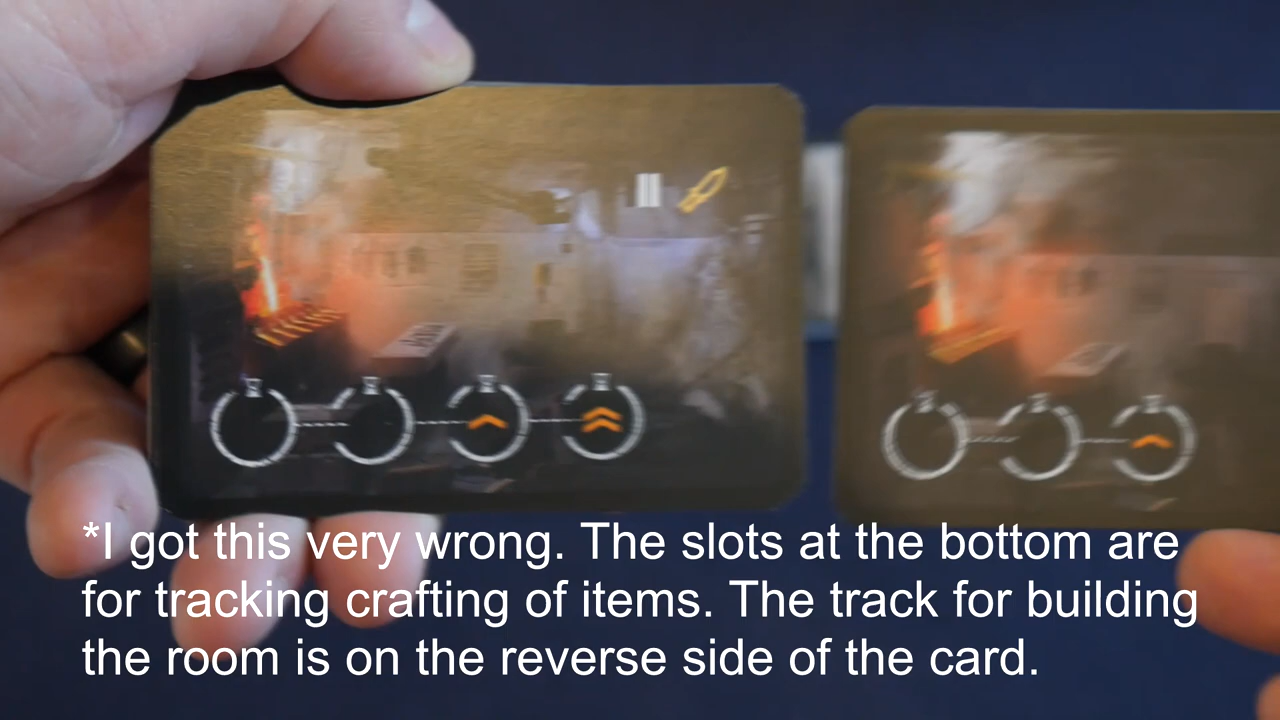 *I got this very wrong. The slots at the bottom are
for tracking crafting of items. The track for building
the room is on the reverse side of the card.